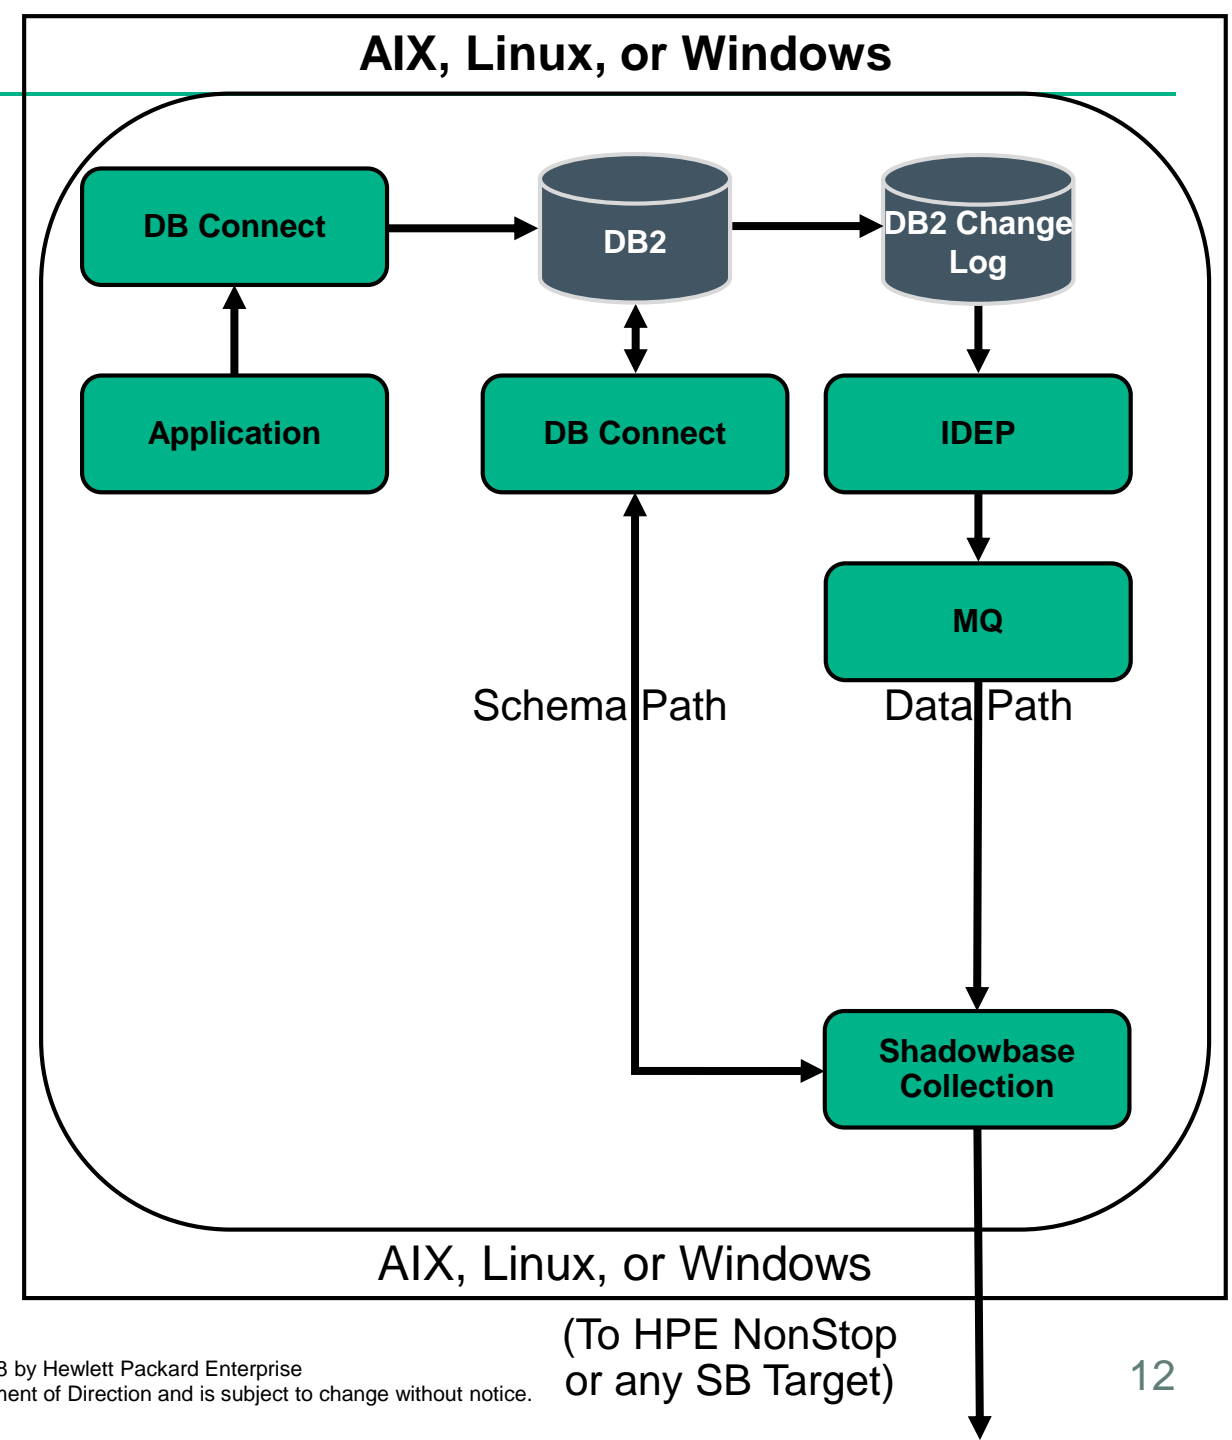 AIX, Linux, or Windows
DB Connect
DB2
DB2 Change
Log
Application
DB Connect
IDEP
MQ
Schema Path
Data Path
Shadowbase
Collection
AIX, Linux, or Windows
(To HPE NonStop
or any SB Target)
8 by Hewlett Packard Enterprise
ment of Direction and is subject to change without notice.
12